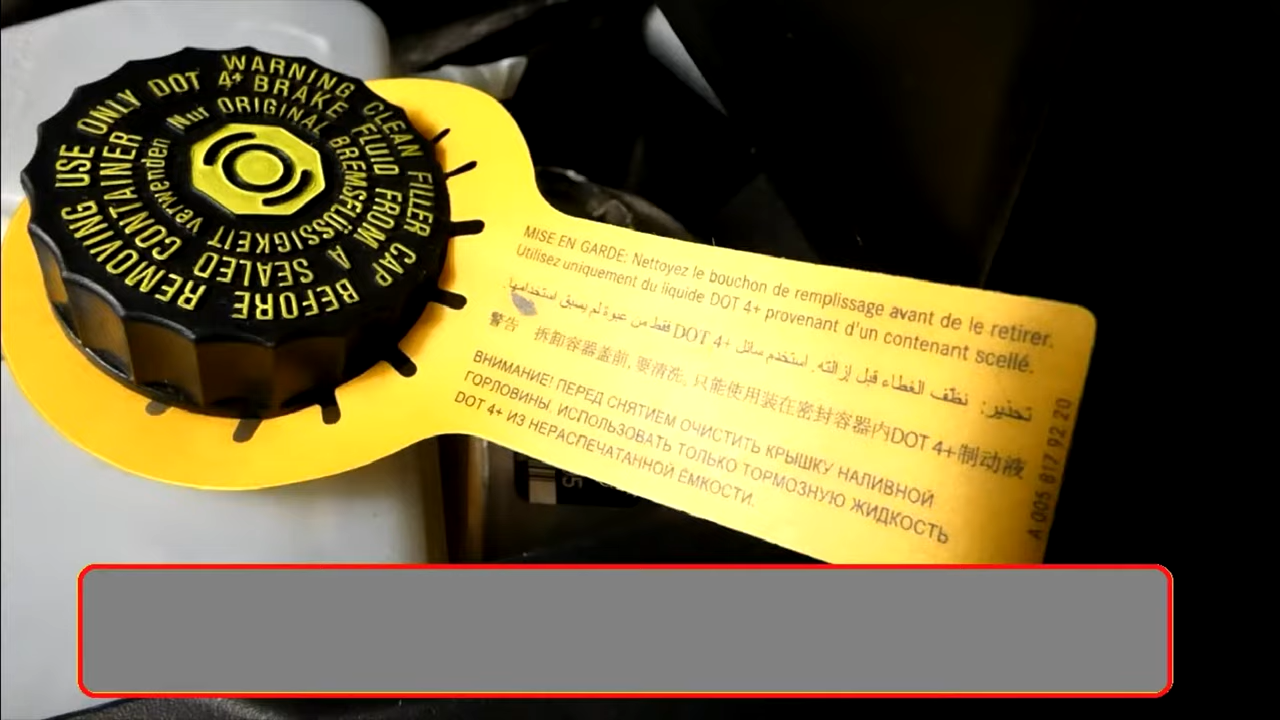 WARNING CLEAN FILLER CAP BEFORE REMOVING USE ONLY DOT
4+ BRAKE FLUID FROM A SEALED CONTAINER
Nur ORIGINAL BREMSFLÜSSIGKEIT verwenden
MISE EN GARDE: Nettoyez le bouchon de remplissage avant de le retirer.
Utilisez uniquement du liquide DOT 4+ provenant d'un contenant scellé.
تحذير: نظّف الغطاء قبل إزالته. استخدم سائل DOT 4+ فقط من عبوة لم يسبق استخدامها.
警告 拆卸容器盖前,要清洗,只能使用装在密封容器内DOT 4+制动液
ВНИМАНИЕ! ПЕРЕД СНЯТИЕМ ОЧИСТИТЬ КРЫШКУ НАЛИВНОЙ
ГОРЛОВИНЫ. ИСПОЛЬЗОВАТЬ ТОЛЬКО ТОРМОЗНУЮ ЖИДКОСТЬ
DOT 4+ ИЗ НЕРАСПЕЧАТАННОЙ ЁМКОСТИ.
A 005 817 92 20